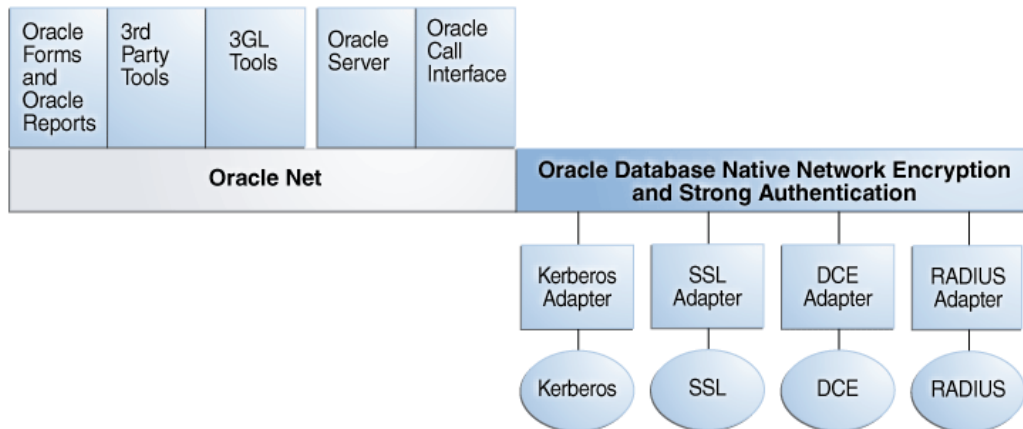 Oracle
Forms
and
Oracle
Reports
3rd
Party
Tools
3GL
Tools
Oracle
Server
Oracle
Call
Interface
Oracle Net
Oracle Database Native Network Encryption
and Strong Authentication
Kerberos
Adapter
SSL
Adapter
DCE
Adapter
RADIUS
Adapter
Kerberos
SSL
DCE
RADIUS